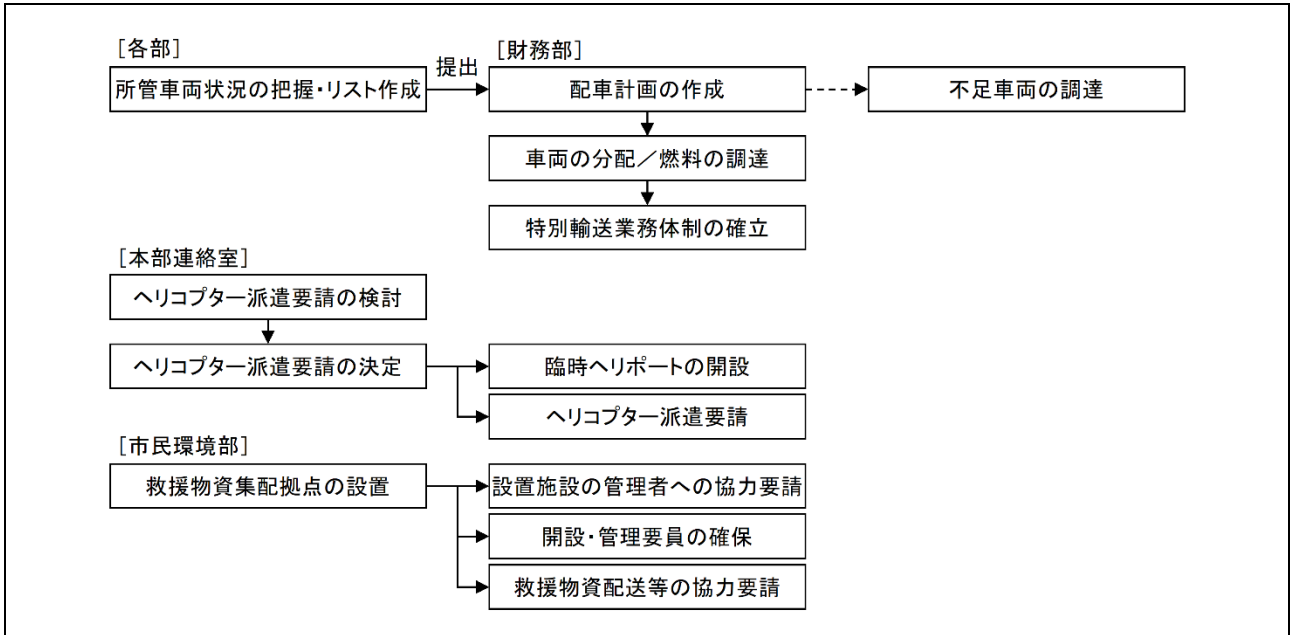 ［各部］
提出
［財務部］
所管車両状況の把握・リスト作成
配車計画の作成
不足車両の調達
車両の分配／燃料の調達
特別輸送業務体制の確立
［本部連絡室］
ヘリコプター派遣要請の検討
ヘリコプター派遣要請の決定
臨時ヘリポートの開設
ヘリコプター派遣要請
［市民環境部］
救援物資集配拠点の設置
設置施設の管理者への協力要請
開設・管理要員の確保
救援物資配送等の協力要請